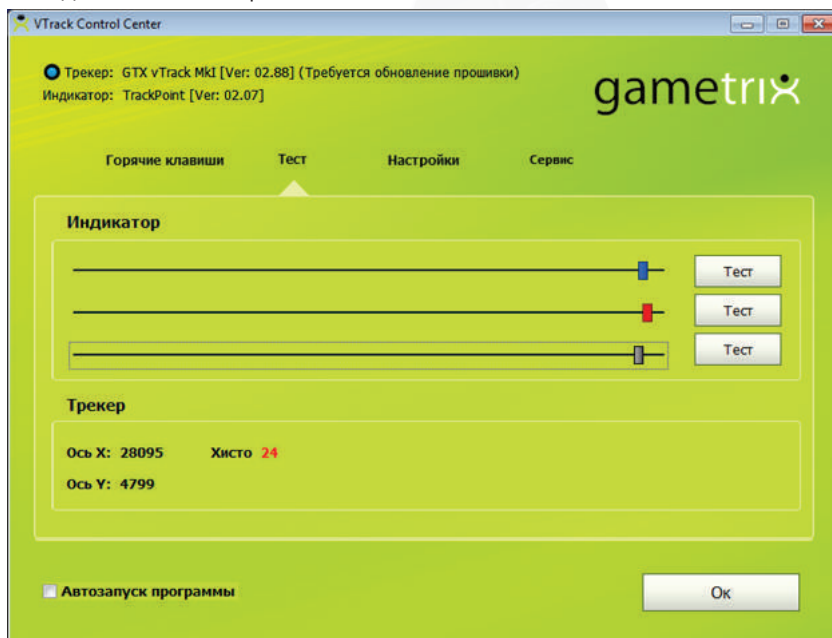 VTrack Control Center
Трекер: GTX vTrack MkI [Ver: 02.88] (Требуется обновление прошивки)
Индикатор: TrackPoint [Ver: 02.07]
gametrix
Горячие клавиши Тест Настройки Сервис
Индикатор
Тест
Тест
Тест
Трекер
Ось X: 28095 Хисто 24
Ось Y: 4799
Автозапуск программы
Ок